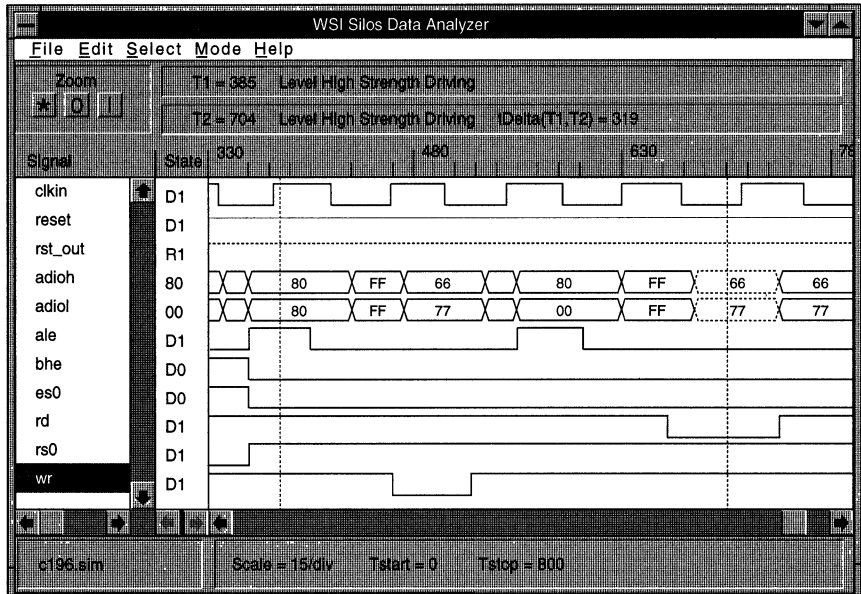 WSI Silos Data Analyzer
File Edit Select Mode Help
Zoom
* 0 |
T1 = 385 Level High Strength Driving
T2 = 704 Level High Strength Driving tDelta(T1,T2) = 319
Signal State 330 480 630 78
clkin D1
reset D1
rst_out R1
adioh 80 80 FF 66 80 FF 66 66
adiol 00 80 FF 77 00 FF 77 77
ale D1
bhe D0
es0 D0
rd D1
rs0 D1
wr D1
c196.sim Scale = 15/div Tstart = 0 Tstop = 800